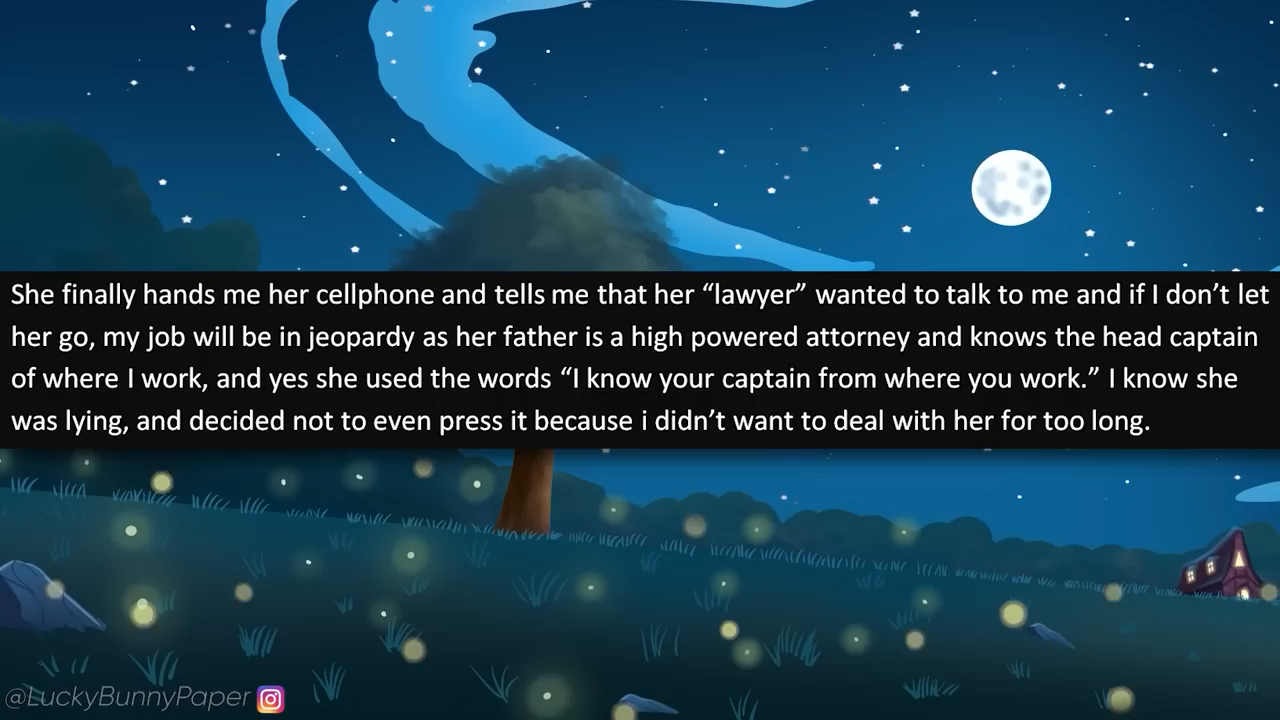 She finally hands me her cellphone and tells me that her “lawyer” wanted to talk to me and if I don’t let
her go, my job will be in jeopardy as her father is a high powered attorney and knows the head captain
of where I work, and yes she used the words “I know your captain from where you work.” I know she
was lying, and decided not to even press it because i didn’t want to deal with her for too long.
@LuckyBunnyPaper